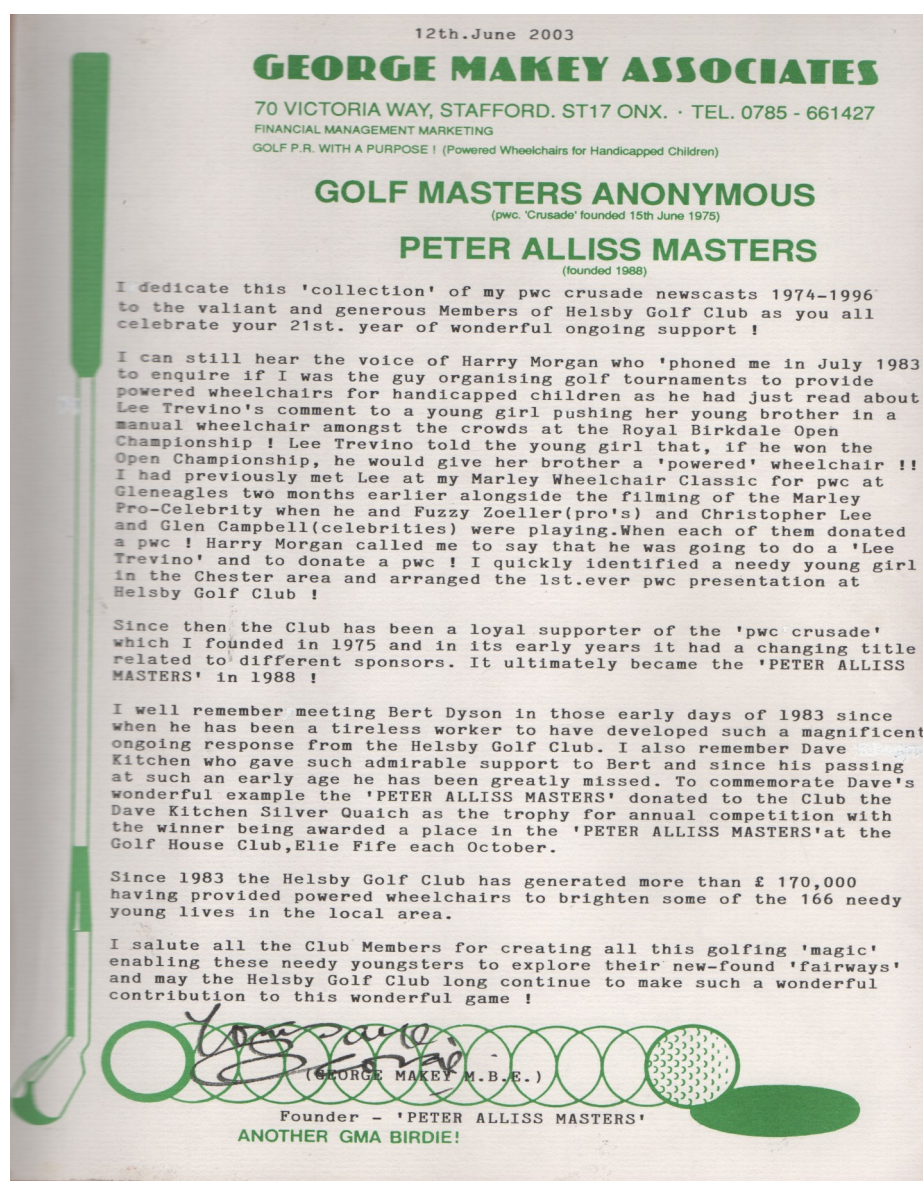 12th.June 2003
GEORGE MAKEY ASSOCIATES
70 VICTORIA WAY, STAFFORD. ST17 ONX. · TEL. 0785 - 661427
FINANCIAL MANAGEMENT MARKETING
GOLF P.R. WITH A PURPOSE ! (Powered Wheelchairs for Handicapped Children)
GOLF MASTERS ANONYMOUS
(pwc. 'Crusade' founded 15th June 1975)
PETER ALLISS MASTERS
(founded 1988)
I dedicate this 'collection' of my pwc crusade newscasts 1974-1996
to the valiant and generous Members of Helsby Golf Club as you all
celebrate your 21st. year of wonderful ongoing support !
I can still hear the voice of Harry Morgan who 'phoned me in July 1983
to enquire if I was the guy organising golf tournaments to provide
powered wheelchairs for handicapped children as he had just read about
Lee Trevino's comment to a young girl pushing her young brother in a
manual wheelchair amongst the crowds at the Royal Birkdale Open
Championship ! Lee Trevino told the young girl that, if he won the
Open Championship, he would give her brother a 'powered' wheelchair !!
I had previously met Lee at my Marley Wheelchair Classic for pwc at
Gleneagles two months earlier alongside the filming of the Marley
Pro-Celebrity when he and Fuzzy Zoeller(pro's) and Christopher Lee
and Glen Campbell(celebrities) were playing.When each of them donated
a pwc ! Harry Morgan called me to say that he was going to do a 'Lee
Trevino' and to donate a pwc ! I quickly identified a needy young girl
in the Chester area and arranged the 1st.ever pwc presentation at
Helsby Golf Club !
Since then the Club has been a loyal supporter of the 'pwc crusade'
which I founded in 1975 and in its early years it had a changing title
related to different sponsors. It ultimately became the 'PETER ALLISS
MASTERS' in 1988 !
I well remember meeting Bert Dyson in those early days of 1983 since
when he has been a tireless worker to have developed such a magnificent
ongoing response from the Helsby Golf Club. I also remember Dave
Kitchen who gave such admirable support to Bert and since his passing
at such an early age he has been greatly missed. To commemorate Dave's
wonderful example the 'PETER ALLISS MASTERS' donated to the Club the
Dave Kitchen Silver Quaich as the trophy for annual competition with
the winner being awarded a place in the 'PETER ALLISS MASTERS'at the
Golf House Club,Elie Fife each October.
Since 1983 the Helsby Golf Club has generated more than £ 170,000
having provided powered wheelchairs to brighten some of the 166 needy
young lives in the local area.
I salute all the Club Members for creating all this golfing 'magic'
enabling these needy youngsters to explore their new-found 'fairways'
and may the Helsby Golf Club long continue to make such a wonderful
contribution to this wonderful game !
(GEORGE MAKEY M.B.E.)
Founder - 'PETER ALLISS MASTERS'
ANOTHER GMA BIRDIE!